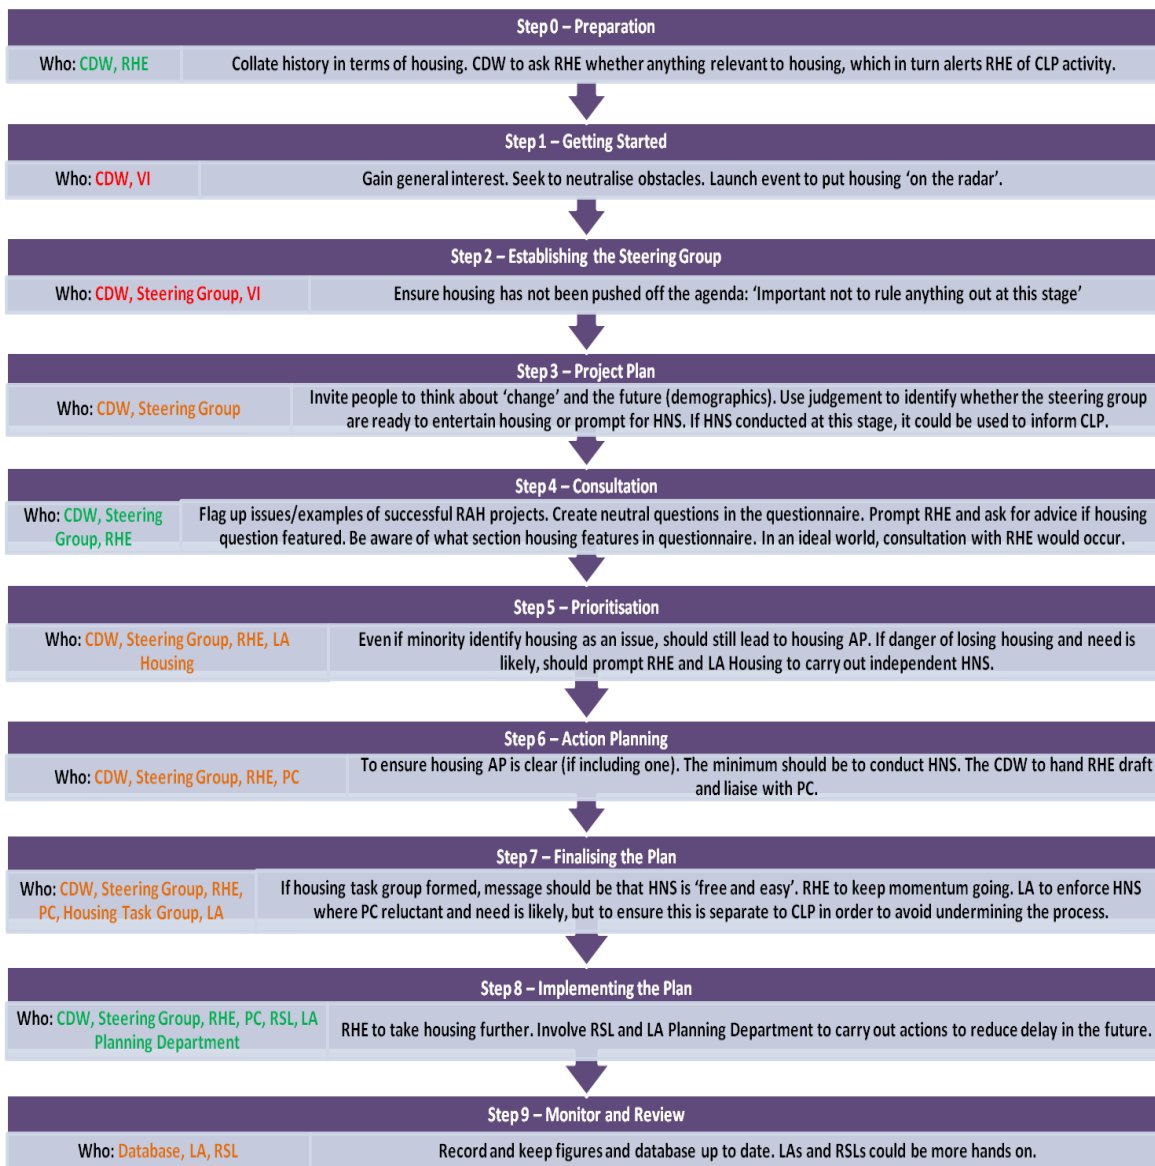 Step 0 – Preparation
Who: CDW, RHE
Collate history in terms of housing. CDW to ask RHE whether anything relevant to housing, which in turn alerts RHE of CLP activity.
Step 1 – Getting Started
Who: CDW, VI
Gain general interest. Seek to neutralise obstacles. Launch event to put housing ‘on the radar’.
Step 2 – Establishing the Steering Group
Who: CDW, Steering Group, VI
Ensure housing has not been pushed off the agenda: ‘Important not to rule anything out at this stage’
Step 3 – Project Plan
Who: CDW, Steering Group
Invite people to think about ‘change’ and the future (demographics). Use judgement to identify whether the steering group
are ready to entertain housing or prompt for HNS. If HNS conducted at this stage, it could be used to inform CLP.
Step 4 – Consultation
Who: CDW, Steering
Group, RHE
Flag up issues/examples of successful RAH projects. Create neutral questions in the questionnaire. Prompt RHE and ask for advice if housing
question featured. Be aware of what section housing features in questionnaire. In an ideal world, consultation with RHE would occur.
Step 5 – Prioritisation
Who: CDW, Steering Group, RHE, LA
Housing
Even if minority identify housing as an issue, should still lead to housing AP. If danger of losing housing and need is
likely, should prompt RHE and LA Housing to carry out independent HNS.
Step 6 – Action Planning
Who: CDW, Steering Group, RHE, PC
To ensure housing AP is clear (if including one). The minimum should be to conduct HNS. The CDW to hand RHE draft
and liaise with PC.
Step 7 – Finalising the Plan
Who: CDW, Steering Group, RHE,
PC, Housing Task Group, LA
If housing task group formed, message should be that HNS is ‘free and easy’. RHE to keep momentum going. LA to enforce HNS
where PC reluctant and need is likely, but to ensure this is separate to CLP in order to avoid undermining the process.
Step 8 – Implementing the Plan
Who: CDW, Steering Group, RHE, PC, RSL, LA
Planning Department
RHE to take housing further. Involve RSL and LA Planning Department to carry out actions to reduce delay in the future.
Step 9 – Monitor and Review
Who: Database, LA, RSL
Record and keep figures and database up to date. LAs and RSLs could be more hands on.